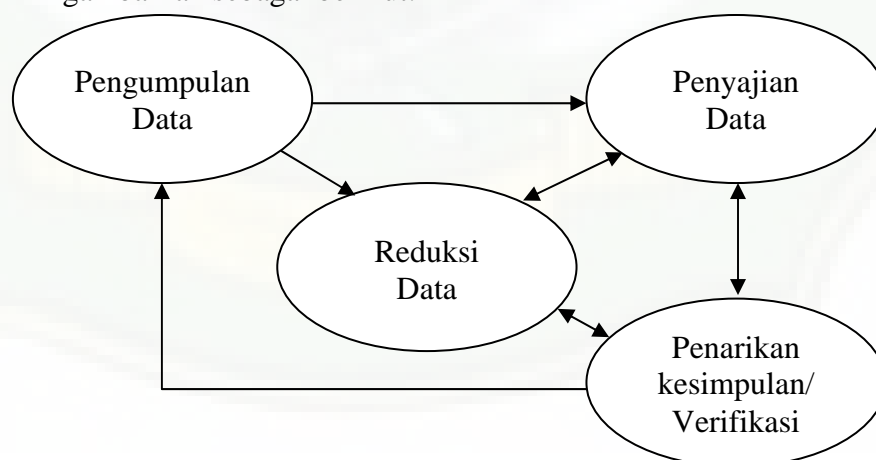 Pengumpulan
Data
Penyajian
Data
Reduksi
Data
Penarikan
kesimpulan/
Verifikasi